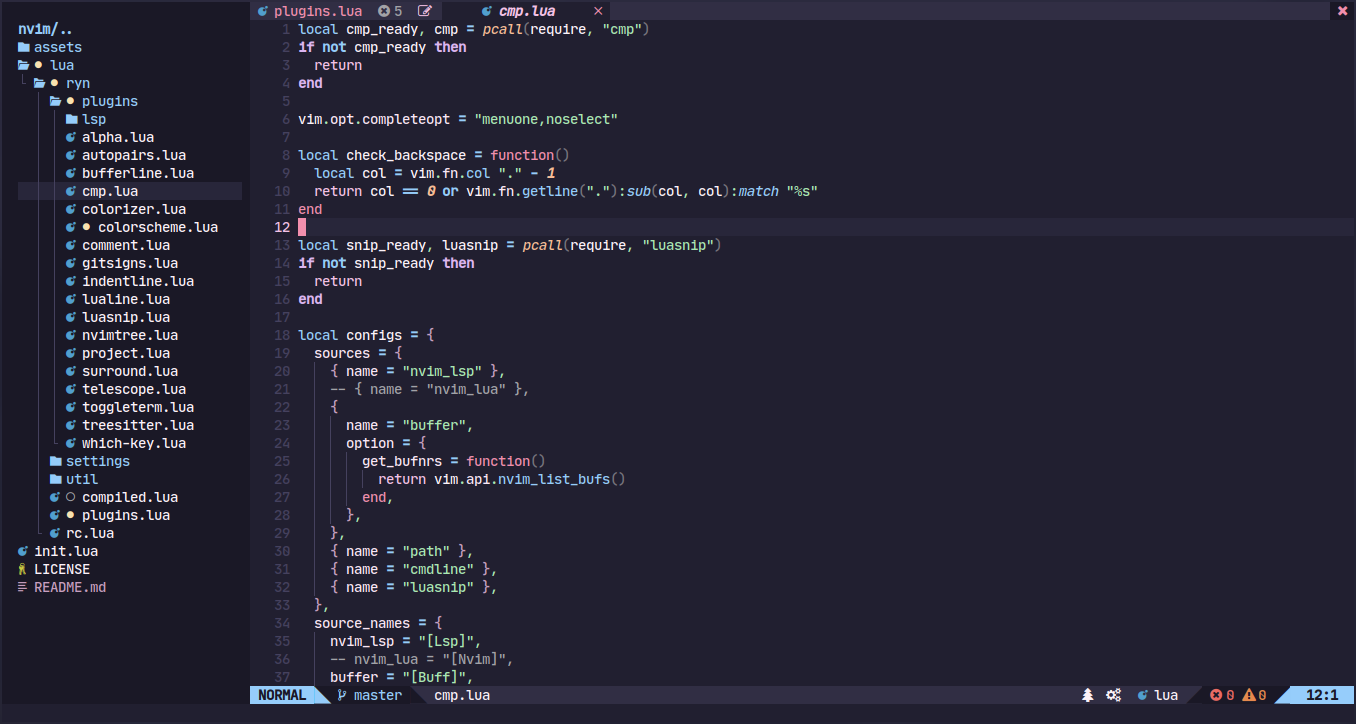 plugins.lua 5 cmp.lua
nvim/..
assets
lua
ryn
plugins
lsp
alpha.lua
autopairs.lua
bufferline.lua
cmp.lua
colorizer.lua
colorscheme.lua
comment.lua
gitsigns.lua
indentline.lua
lualine.lua
luasnip.lua
nvimtree.lua
project.lua
surround.lua
telescope.lua
toggleterm.lua
treesitter.lua
which-key.lua
settings
util
compiled.lua
plugins.lua
rc.lua
init.lua
LICENSE
README.md
1 local cmp_ready, cmp = pcall(require, "cmp")
2 if not cmp_ready then
3 return
4 end
5
6 vim.opt.completeopt = "menuone,noselect"
7
8 local check_backspace = function()
9 local col = vim.fn.col "." - 1
10 return col == 0 or vim.fn.getline("."):sub(col, col):match "%s"
11 end
12
13 local snip_ready, luasnip = pcall(require, "luasnip")
14 if not snip_ready then
15 return
16 end
17
18 local configs = {
19 sources = {
20 { name = "nvim_lsp" },
21 -- { name = "nvim_lua" },
22 {
23 name = "buffer",
24 option = {
25 get_bufnrs = function()
26 return vim.api.nvim_list_bufs()
27 end,
28 },
29 },
30 { name = "path" },
31 { name = "cmdline" },
32 { name = "luasnip" },
33 },
34 source_names = {
35 nvim_lsp = "[Lsp]",
36 -- nvim_lua = "[Nvim]",
37 buffer = "[Buff]",
NORMAL master cmp.lua lua 0 0 12:1